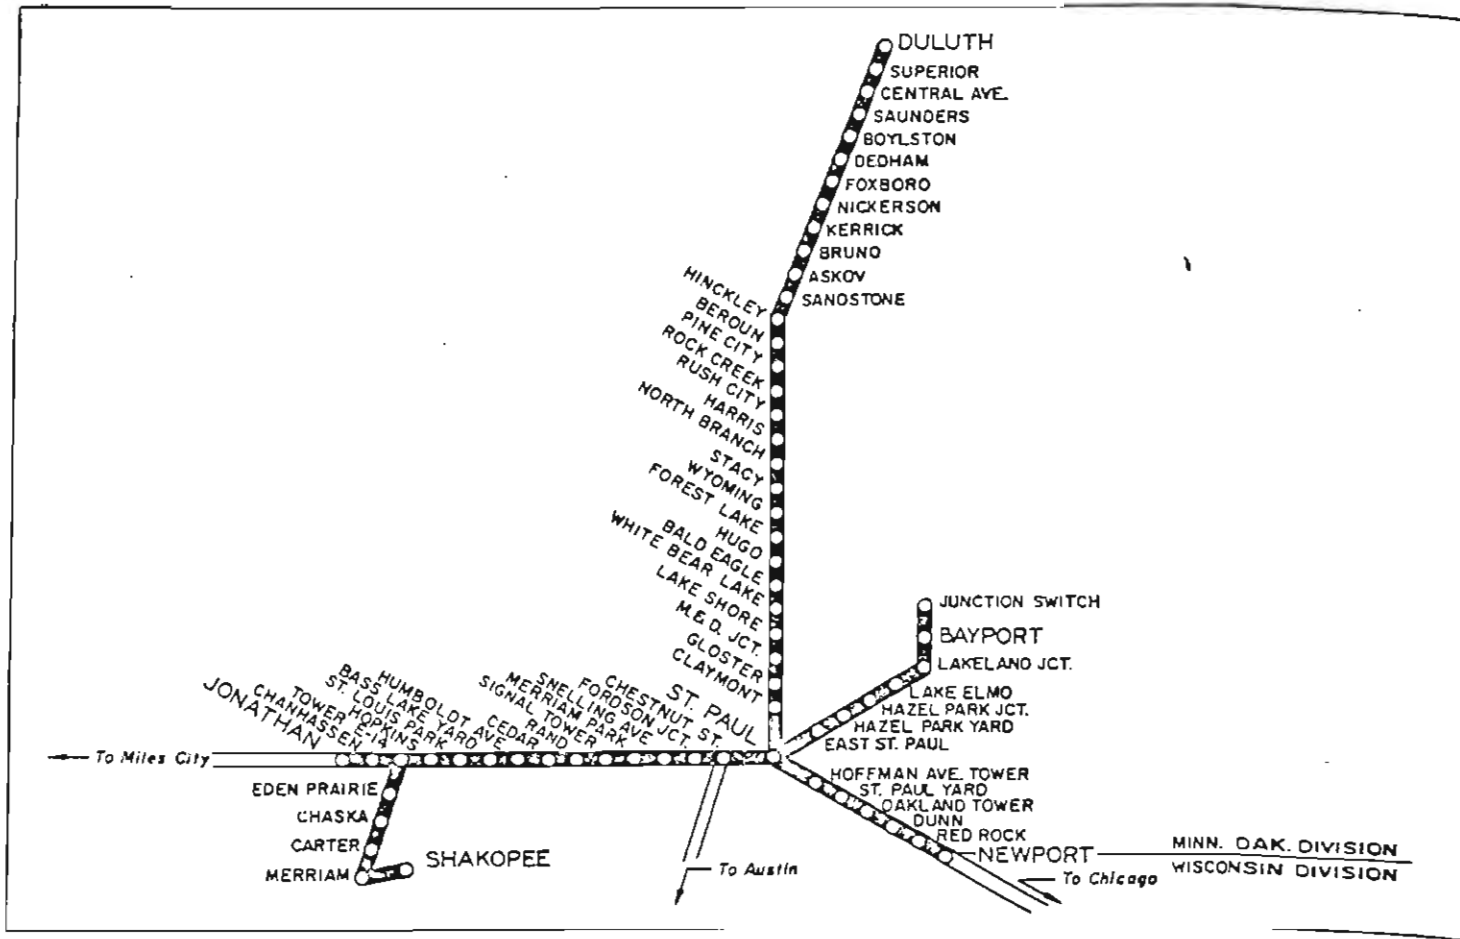 DULUTH
SUPERIOR
CENTRAL AVE.
SAUNDERS
BOYLSTON
DEDHAM
FOXBORO
NICKERSON
KERRICK
BRUNO
ASKOV
SANDSTONE
HINCKLEY
BEROUN
PINE CITY
ROCK CREEK
RUSH CITY
HARRIS
NORTH BRANCH
STACY
WYOMING
FOREST LAKE
HUGO
BALD EAGLE
WHITE BEAR LAKE
LAKE SHORE
M.& D. JCT.
GLOSTER
CLAYMONT
ST. PAUL
CHESTNUT ST.
FORDSON JCT.
SNELLING AVE
MERRIAM PARK
SIGNAL TOWER
RAND
CEDAR
HUMBOLDT AVE
BASS LAKE YARD
ST. LOUIS PARK
HOPKINS
TOWER E-14
CHANHASSEN
JONATHAN
To Miles City
EDEN PRAIRIE
CHASKA
CARTER
MERRIAM
SHAKOPEE
To Austin
JUNCTION SWITCH
BAYPORT
LAKELAND JCT.
LAKE ELMO
HAZEL PARK JCT.
HAZEL PARK YARD
EAST ST. PAUL
HOFFMAN AVE. TOWER
ST. PAUL YARD
OAKLAND TOWER
DUNN
RED ROCK
NEWPORT
MINN. DAK. DIVISION
WISCONSIN DIVISION
To Chicago